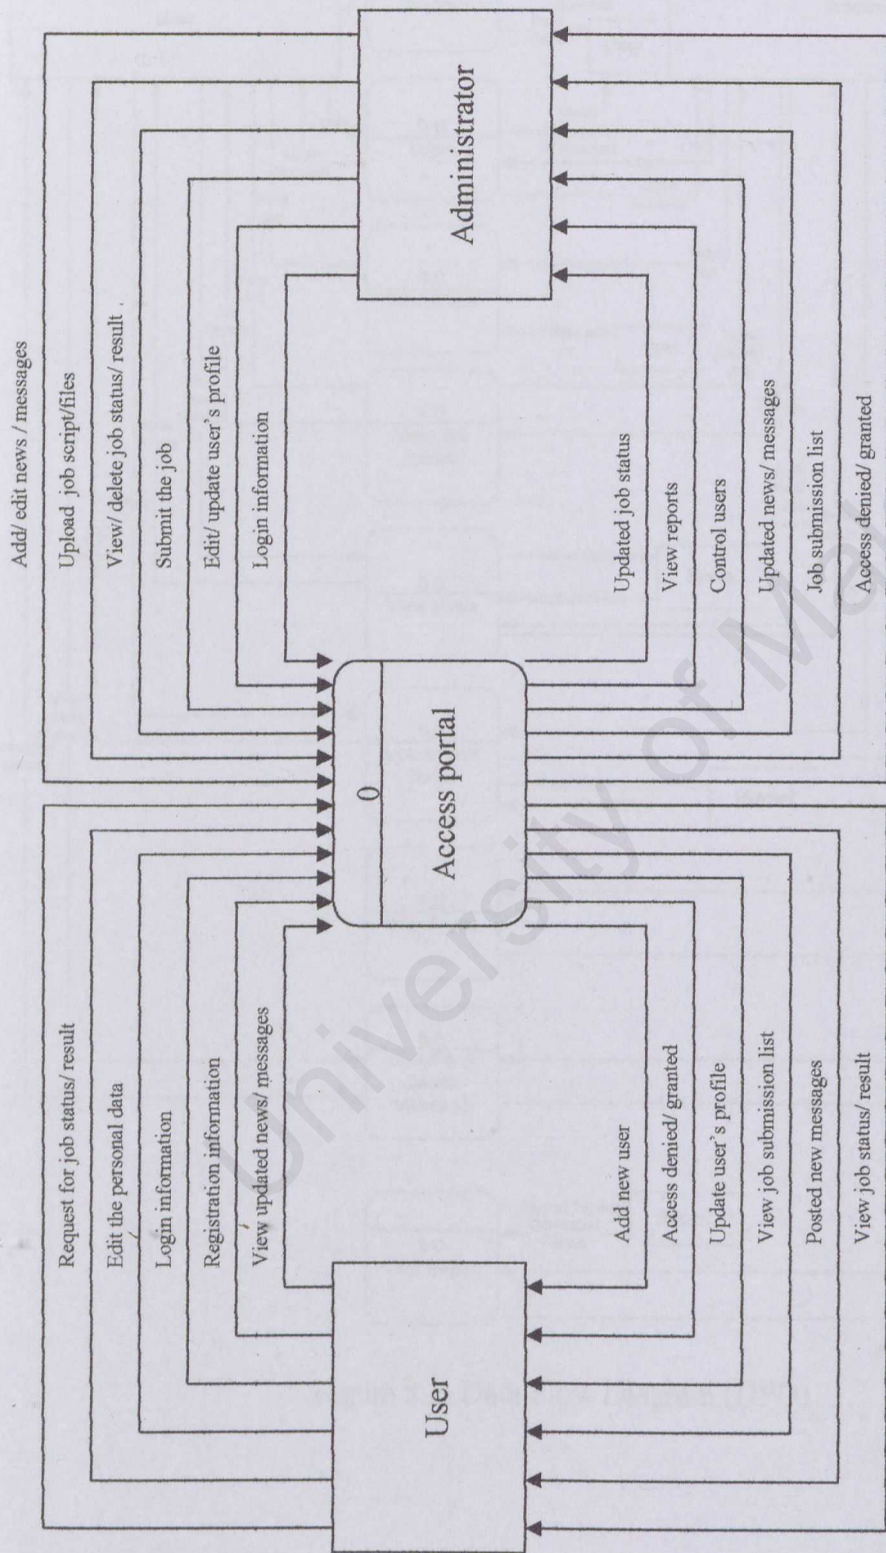 Request for job status/ result
Edit the personal data
Login information
Registration information
View updated news/ messages
Add/ edit news / messages
Upload job script/files
View/ delete job status/ result
Submit the job
Edit/ update user's profile
Login information
User
0
Access portal
Administrator
Add new user
Access denied/ granted
Update user's profile
View job submission list
Posted new messages
View job status/ result
Updated job status
View reports
Control users
Updated news/ messages
Job submission list
Access denied/ granted
University of Mal